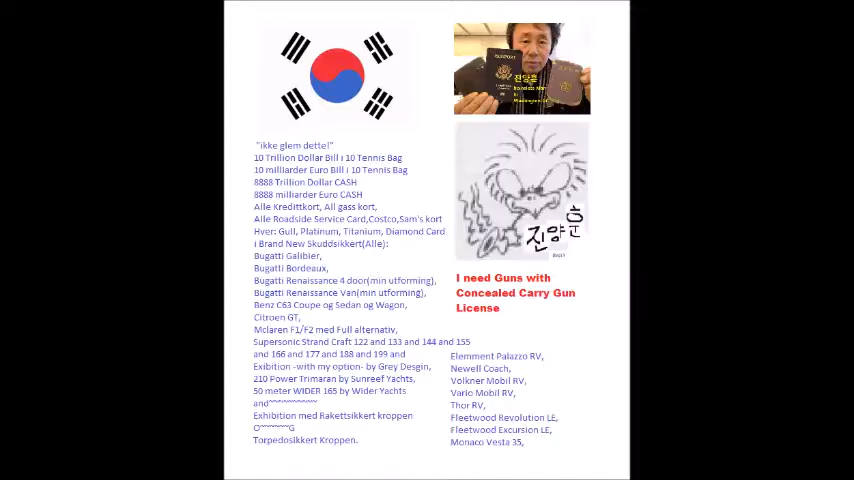 "ikke glem dette!"
10 Trillion Dollar Bill i 10 Tennis Bag
10 milliarder Euro Bill i 10 Tennis Bag
8888 Trillion Dollar CASH
8888 milliarder Euro CASH
Alle Kredittkort, All gass kort,
Alle Roadside Service Card,Costco,Sam's kort
Hver: Gull, Platinum, Titanium, Diamond Card
i Brand New Skuddsikkert(Alle):
Bugatti Galibier,
Bugatti Bordeaux,
Bugatti Renaissance 4 door(min utforming),
Bugatti Renaissance Van(min utforming),
Benz C63 Coupe og Sedan og Wagon,
Citroen GT,
Mclaren F1/F2 med Full alternativ,
Supersonic Strand Craft 122 and 133 and 144 and 155
and 166 and 177 and 188 and 199 and
Exibition -with my option- by Grey Desgin,
210 Power Trimaran by Sunreef Yachts,
50 meter WIDER 165 by Wider Yachts
and~~~~~~~~~~
Exhibition med Rakettsikkert kroppen
O~~~~~~G
Torpedosikkert Kroppen.
PASSPORT
진양훈
in
Washington
진양훈
I need Guns with
Concealed Carry Gun
License
Elemment Palazzo RV,
Newell Coach,
Volkner Mobil RV,
Vario Mobil RV,
Thor RV,
Fleetwood Revolution LE,
Fleetwood Excursion LE,
Monaco Vesta 35,